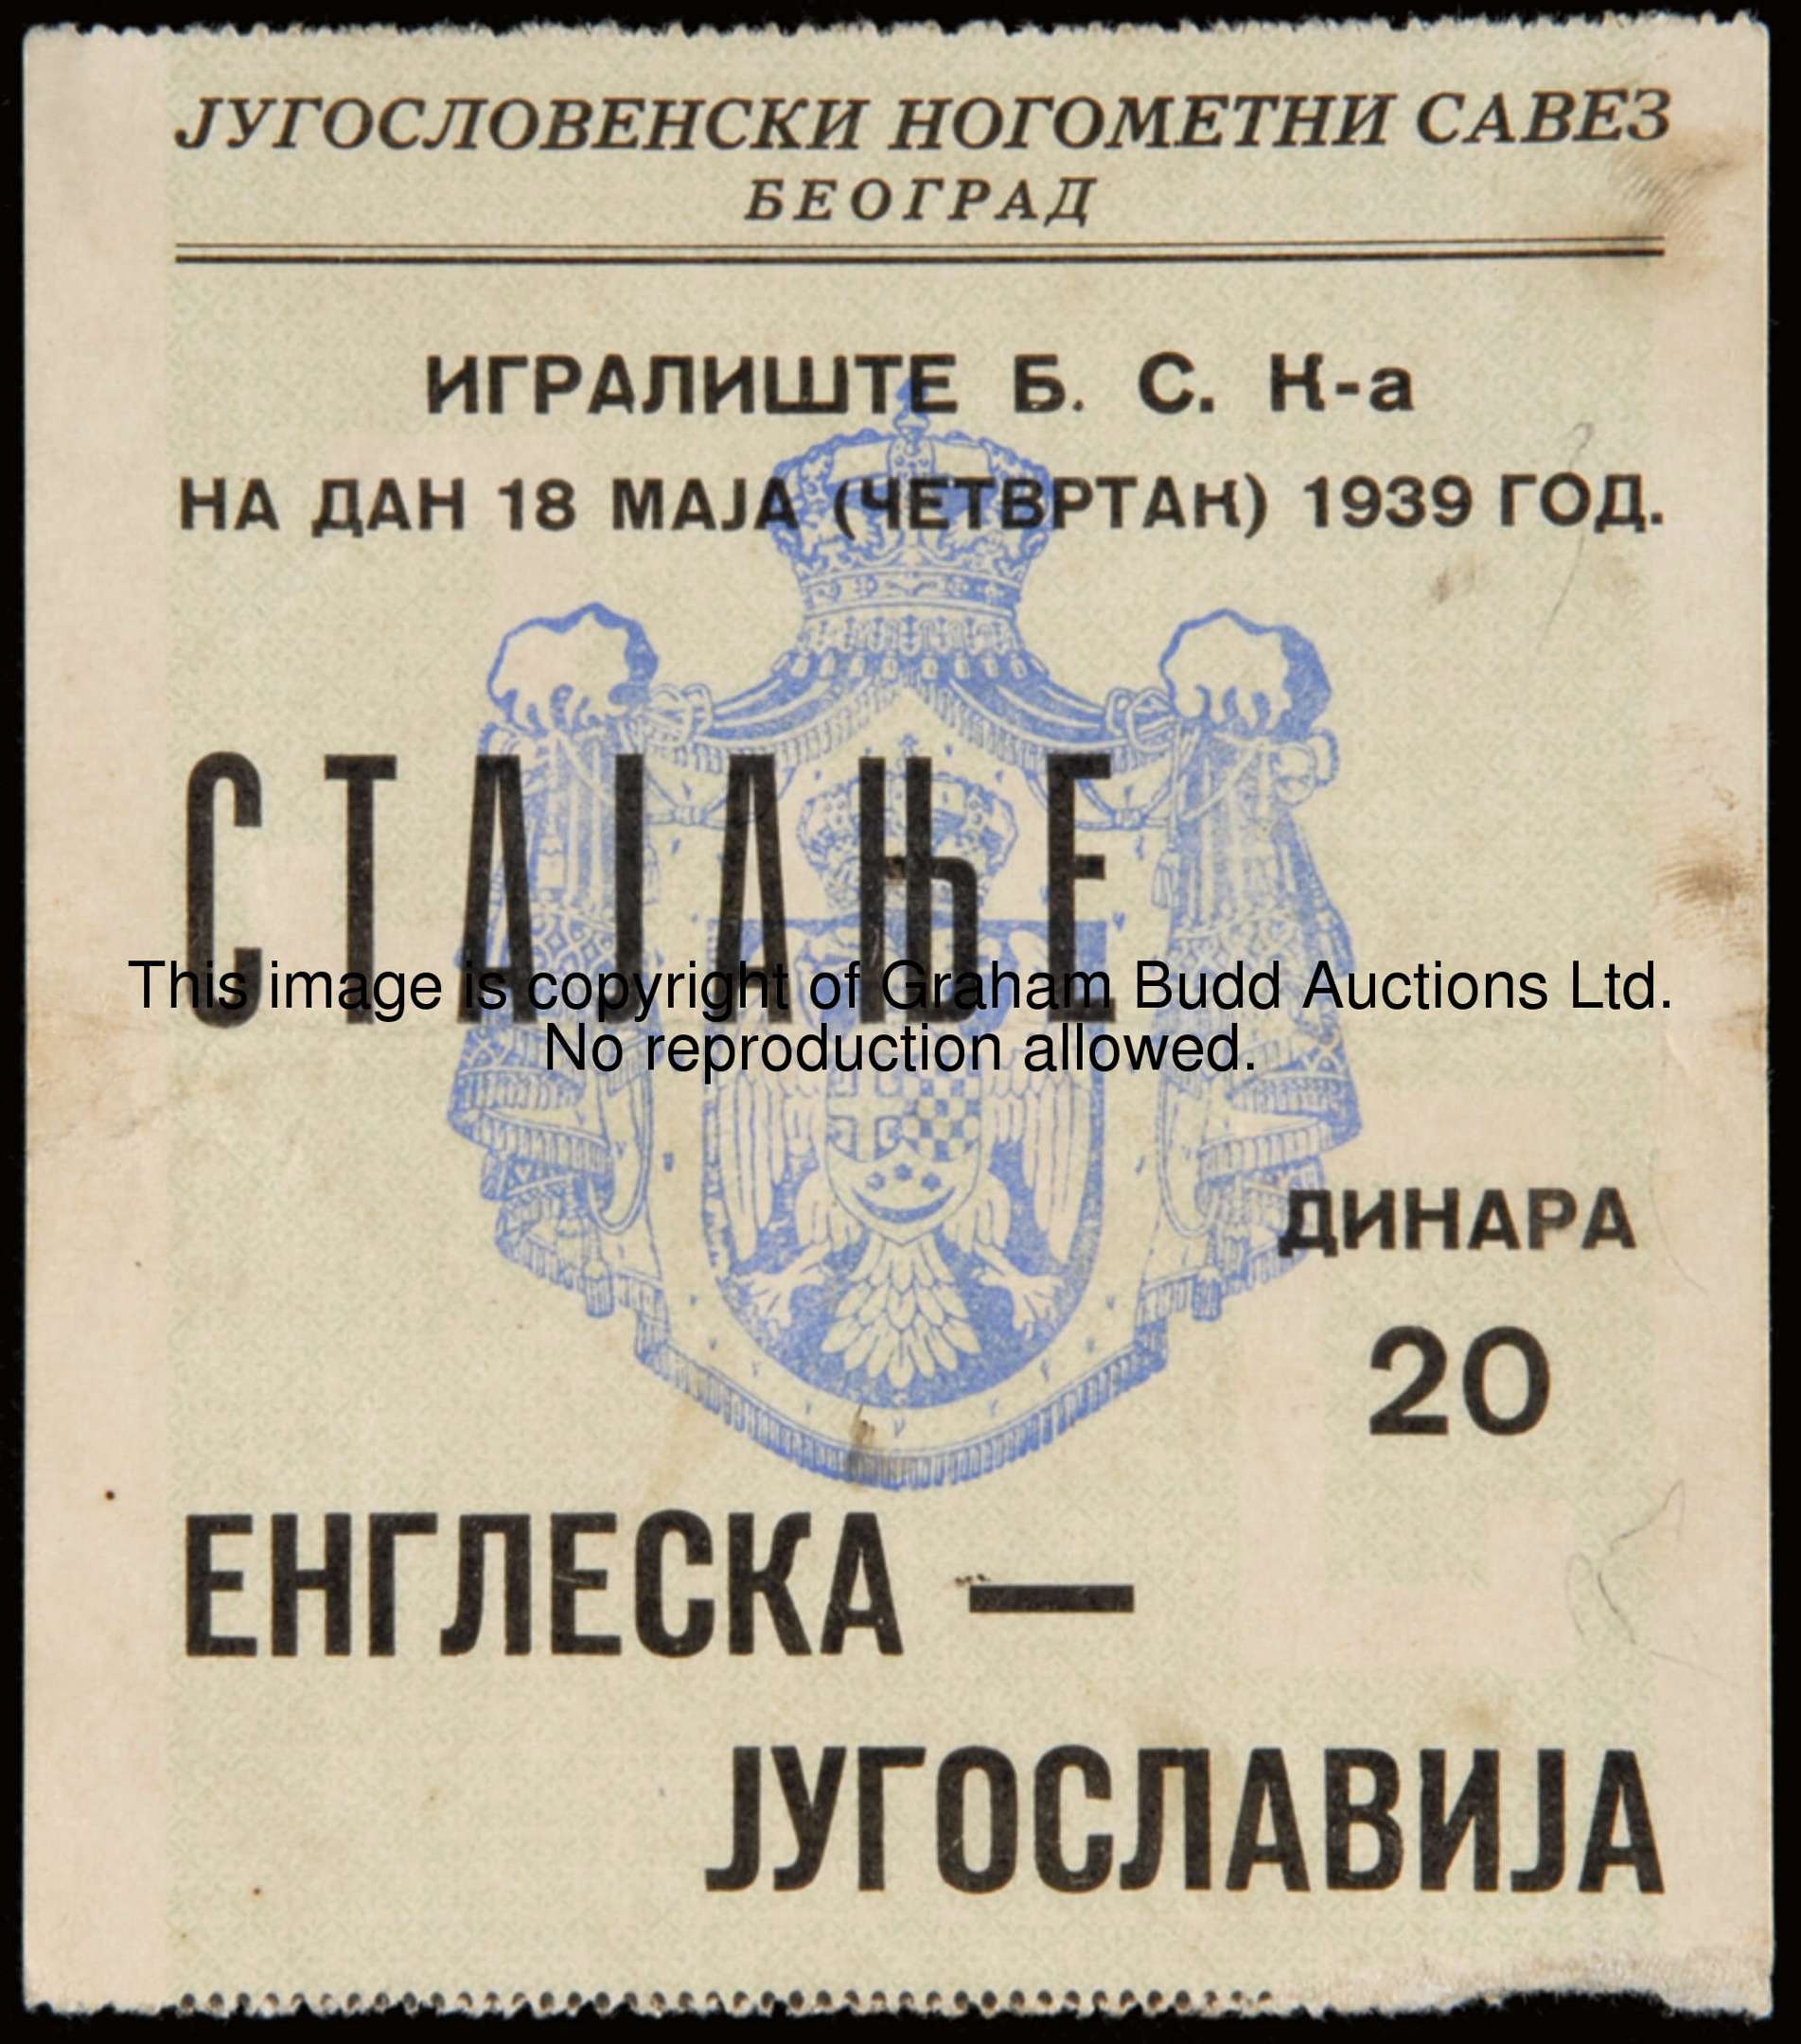 ЈУГОСЛОВЕНСКИ НОГОМЕТНИ САВЕЗ
БЕОГРАД
ИГРАЛИШТЕ Б. С. К-а
НА ДАН 18 МАЈА (ЧЕТВРТАК) 1939 ГОД.
СТАЈАЊЕ
This image is copyright of Graham Budd Auctions Ltd.
No reproduction allowed.
ДИНАРА
20
ЕНГЛЕСКА —
ЈУГОСЛАВИЈА